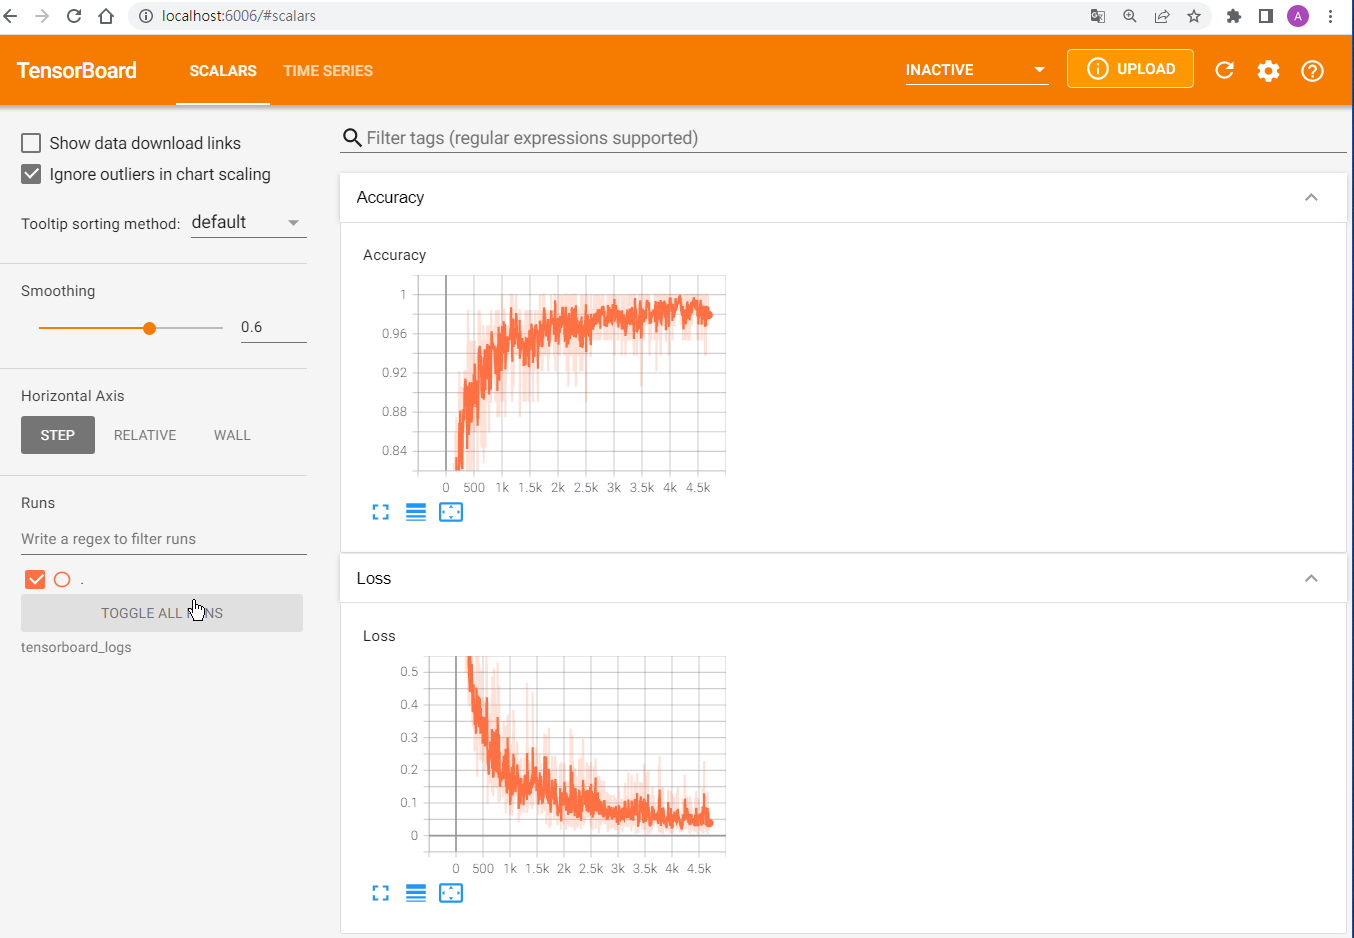 localhost:6006/#scalars
A
TensorBoard SCALARS TIME SERIES INACTIVE UPLOAD
Show data download links
Ignore outliers in chart scaling
Tooltip sorting method: default
Smoothing
0.6
Horizontal Axis
STEP RELATIVE WALL
Runs
Write a regex to filter runs
.
TOGGLE ALL RUNS
tensorboard_logs
Filter tags (regular expressions supported)
Accuracy
Accuracy
1
0.96
0.92
0.88
0.84
0 500 1k 1.5k 2k 2.5k 3k 3.5k 4k 4.5k
Loss
Loss
0.5
0.4
0.3
0.2
0.1
0
0 500 1k 1.5k 2k 2.5k 3k 3.5k 4k 4.5k